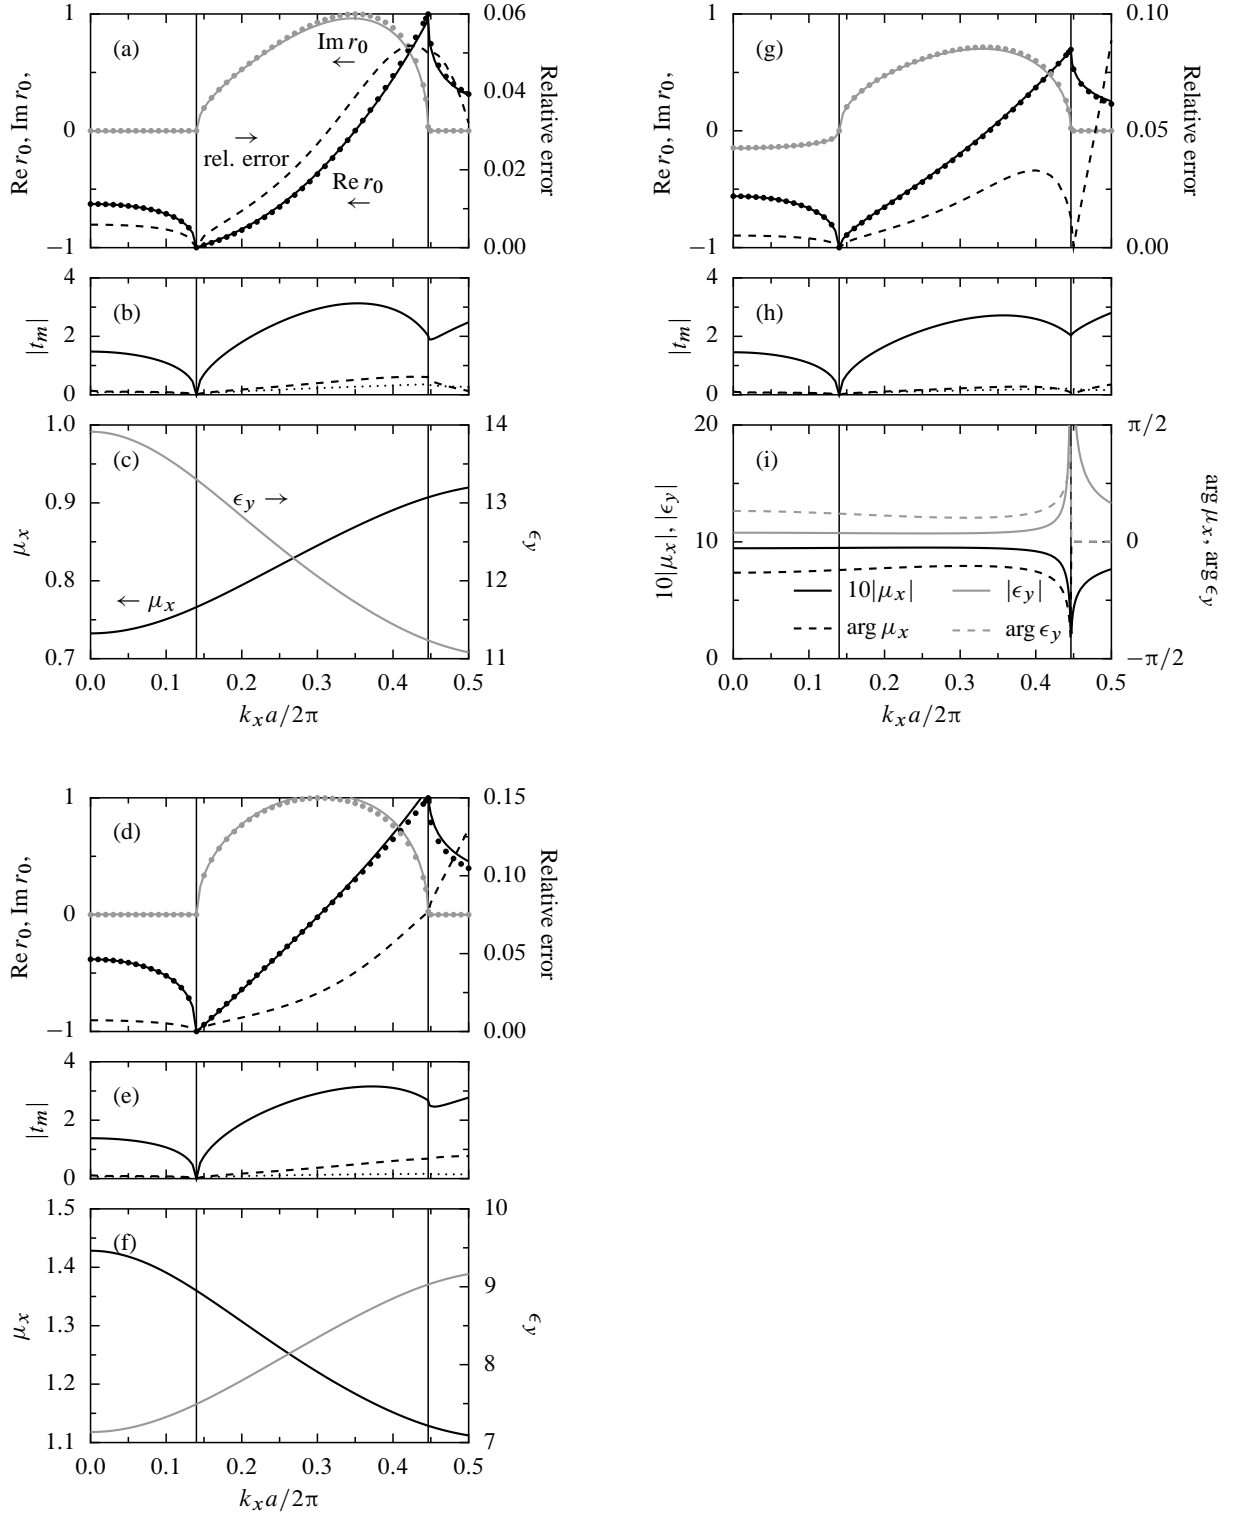 (a)
Im r₀
←
→
rel. error
Re r₀
←
1
0
−1
Re r₀, Im r₀,
0.06
0.04
0.02
0.00
Relative error
(b)
4
2
0
|tₘ|
(c)
1.0
0.9
0.8
0.7
μₓ
ϵ_y →
← μₓ
14
13
12
11
ϵ_y
0.0 0.1 0.2 0.3 0.4 0.5
kₓa/2π
(g)
1
0
−1
Re r₀, Im r₀,
0.10
0.05
0.00
Relative error
(h)
4
2
0
|tₘ|
(i)
20
10
0
10|μₓ|, |ϵ_y|
10|μₓ| |ϵ_y|
arg μₓ arg ϵ_y
π/2
0
−π/2
arg μₓ, arg ϵ_y
0.0 0.1 0.2 0.3 0.4 0.5
kₓa/2π
(d)
1
0
−1
Re r₀, Im r₀,
0.15
0.10
0.05
0.00
Relative error
(e)
4
2
0
|tₘ|
(f)
1.5
1.4
1.3
1.2
1.1
μₓ
10
9
8
7
ϵ_y
0.0 0.1 0.2 0.3 0.4 0.5
kₓa/2π